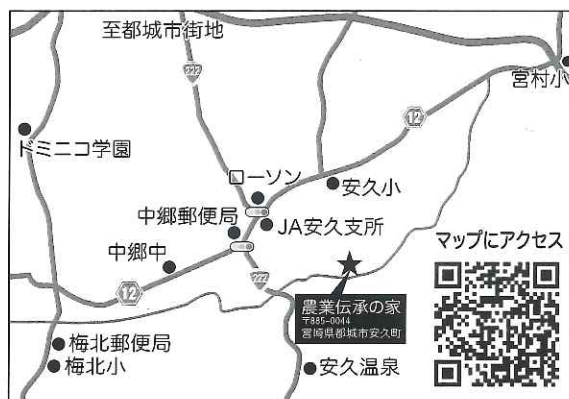 至都城市街地
222
宮村小
12
ドミニコ学園
ローソン
安久小
中郷郵便局
JA安久支所
中郷中
マップにアクセス
222
12
農業伝承の家
〒885-0044
宮崎県都城市安久町
梅北郵便局
梅北小
安久温泉